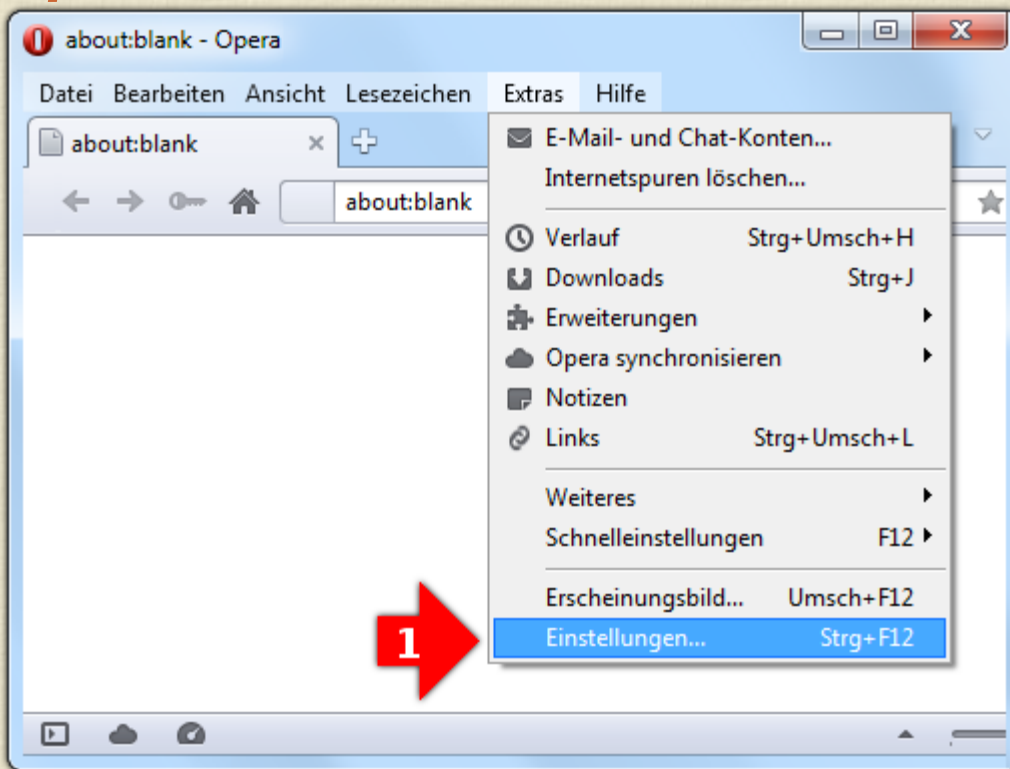 about:blank - Opera
Datei Bearbeiten Ansicht Lesezeichen Extras Hilfe
about:blank
about:blank
E-Mail- und Chat-Konten...
Internetspuren löschen...
Verlauf Strg+Umsch+H
Downloads Strg+J
Erweiterungen
Opera synchronisieren
Notizen
Links Strg+Umsch+L
Weiteres
Schnelleinstellungen F12
Erscheinungsbild... Umsch+F12
1 Einstellungen... Strg+F12